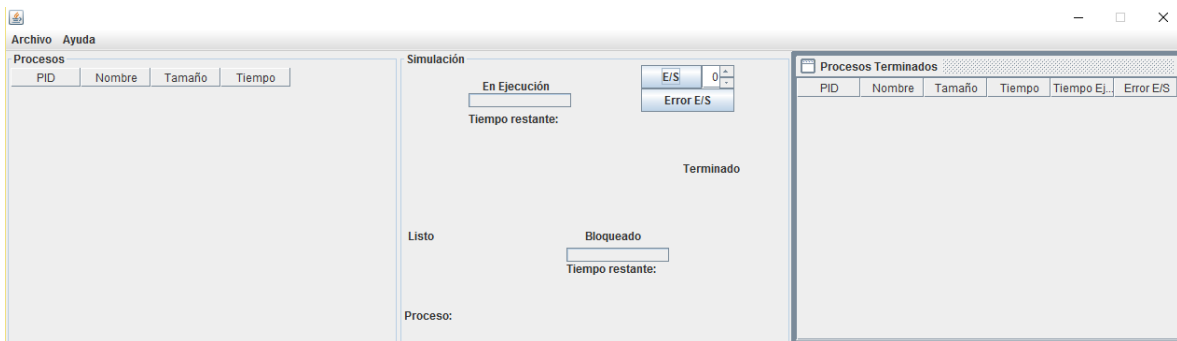 Archivo Ayuda
Procesos
PID Nombre Tamaño Tiempo
Simulación
En Ejecución
Tiempo restante:
E/S 0
Error E/S
Terminado
Listo
Bloqueado
Tiempo restante:
Proceso:
Procesos Terminados
PID Nombre Tamaño Tiempo Tiempo Ej... Error E/S